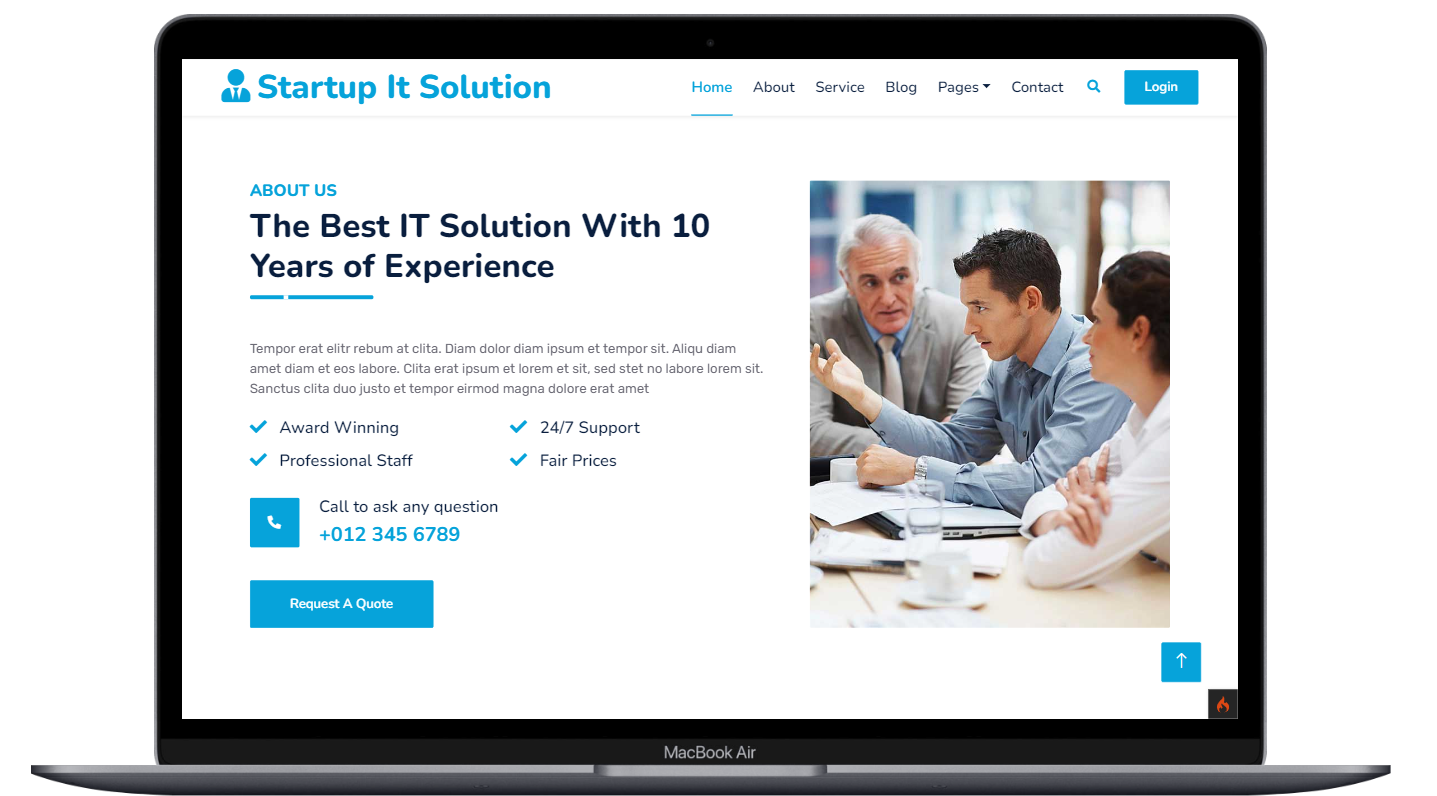 Startup It Solution
Home About Service Blog Pages Contact Login
ABOUT US
The Best IT Solution With 10
Years of Experience
Tempor erat elitr rebum at clita. Diam dolor diam ipsum et tempor sit. Aliqu diam
amet diam et eos labore. Clita erat ipsum et lorem et sit, sed stet no labore lorem sit.
Sanctus clita duo justo et tempor eirmod magna dolore erat amet
Award Winning 24/7 Support
Professional Staff Fair Prices
Call to ask any question
+012 345 6789
Request A Quote
MacBook Air